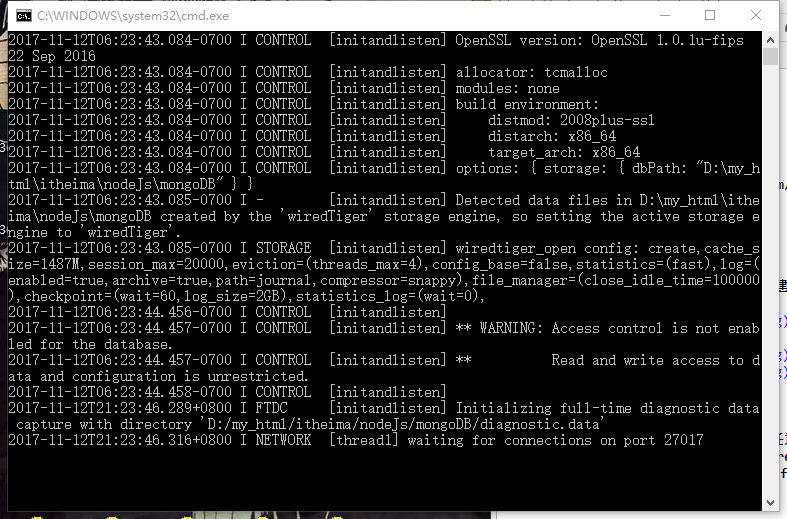 C:\WINDOWS\system32\cmd.exe
2017-11-12T06:23:43.084-0700 I CONTROL  [initandlisten] OpenSSL version: OpenSSL 1.0.1u-fips
22 Sep 2016
2017-11-12T06:23:43.084-0700 I CONTROL  [initandlisten] allocator: tcmalloc
2017-11-12T06:23:43.084-0700 I CONTROL  [initandlisten] modules: none
2017-11-12T06:23:43.084-0700 I CONTROL  [initandlisten] build environment:
2017-11-12T06:23:43.084-0700 I CONTROL  [initandlisten]     distmod: 2008plus-ssl
2017-11-12T06:23:43.084-0700 I CONTROL  [initandlisten]     distarch: x86_64
2017-11-12T06:23:43.084-0700 I CONTROL  [initandlisten]     target_arch: x86_64
2017-11-12T06:23:43.084-0700 I CONTROL  [initandlisten] options: { storage: { dbPath: "D:\my_h
tml\itheima\nodeJs\mongoDB" } }
2017-11-12T06:23:43.085-0700 I -        [initandlisten] Detected data files in D:\my_html\ithe
ima\nodeJs\mongoDB created by the 'wiredTiger' storage engine, so setting the active storage e
ngine to 'wiredTiger'.
2017-11-12T06:23:43.085-0700 I STORAGE  [initandlisten] wiredtiger_open config: create,cache_s
ize=1487M,session_max=20000,eviction=(threads_max=4),config_base=false,statistics=(fast),log=(
enabled=true,archive=true,path=journal,compressor=snappy),file_manager=(close_idle_time=100000
),checkpoint=(wait=60,log_size=2GB),statistics_log=(wait=0),
2017-11-12T06:23:44.456-0700 I CONTROL  [initandlisten]
2017-11-12T06:23:44.457-0700 I CONTROL  [initandlisten] ** WARNING: Access control is not enab
led for the database.
2017-11-12T06:23:44.457-0700 I CONTROL  [initandlisten] **          Read and write access to d
ata and configuration is unrestricted.
2017-11-12T06:23:44.458-0700 I CONTROL  [initandlisten]
2017-11-12T21:23:46.289+0800 I FTDC     [initandlisten] Initializing full-time diagnostic data
 capture with directory 'D:/my_html/itheima/nodeJs/mongoDB/diagnostic.data'
2017-11-12T21:23:46.316+0800 I NETWORK  [thread1] waiting for connections on port 27017